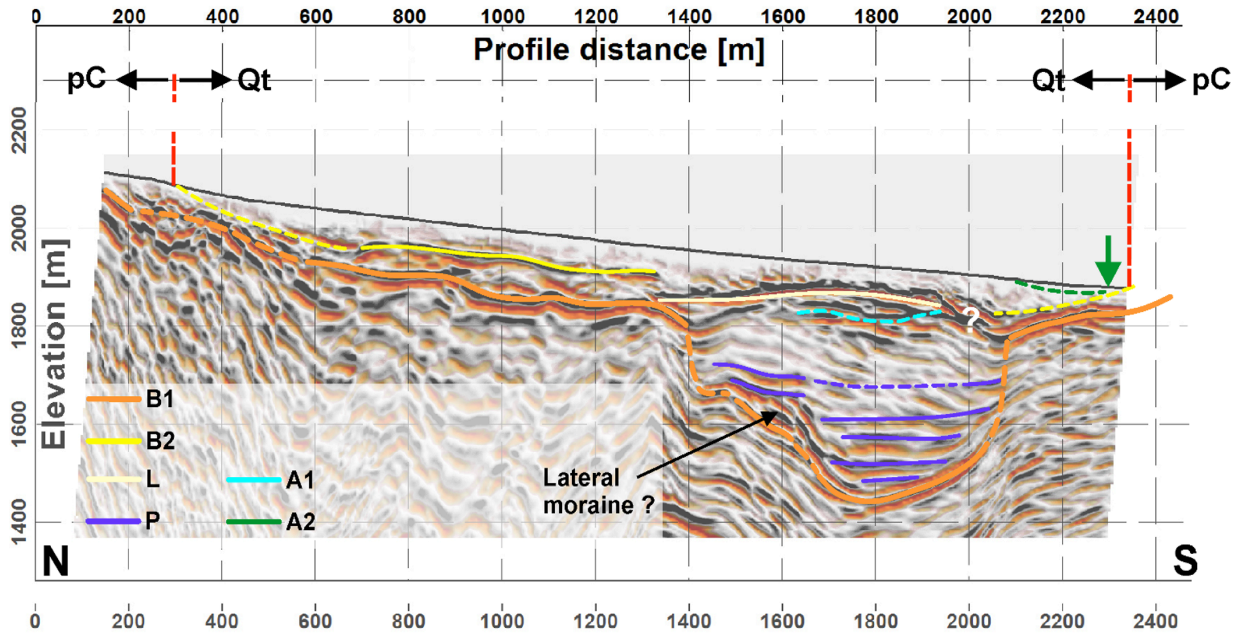 0 200 400 600 800 1000 1200 1400 1600 1800 2000 2200 2400
Profile distance [m]
pC Qt Qt pC
2200
2000
1800
1600
1400
Elevation [m]
?
B1
B2
L A1
P A2
Lateral
moraine ?
N S
0 200 400 600 800 1000 1200 1400 1600 1800 2000 2200 2400